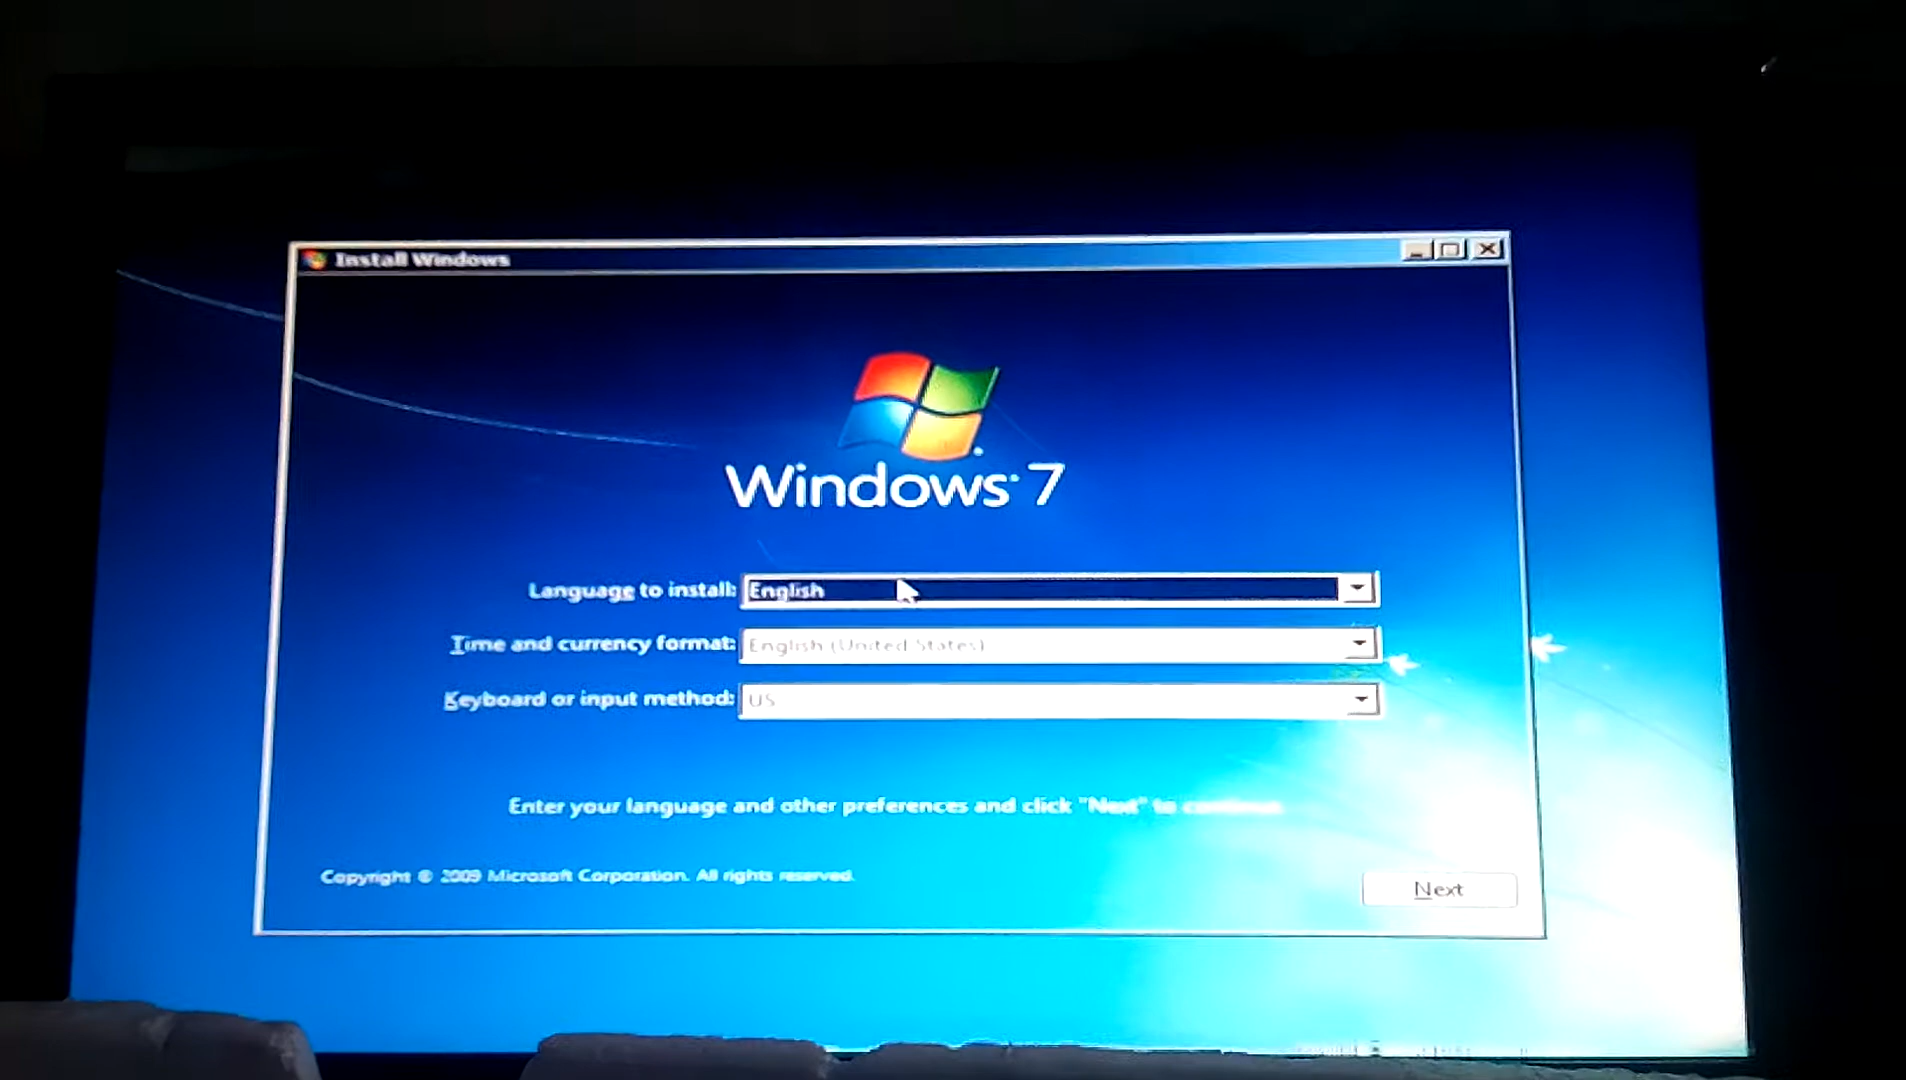 Install Windows
Windows 7
Language to install: English
Time and currency format: English (United States)
Keyboard or input method: US
Enter your language and other preferences and click "Next" to continue.
Copyright © 2009 Microsoft Corporation. All rights reserved.
Next